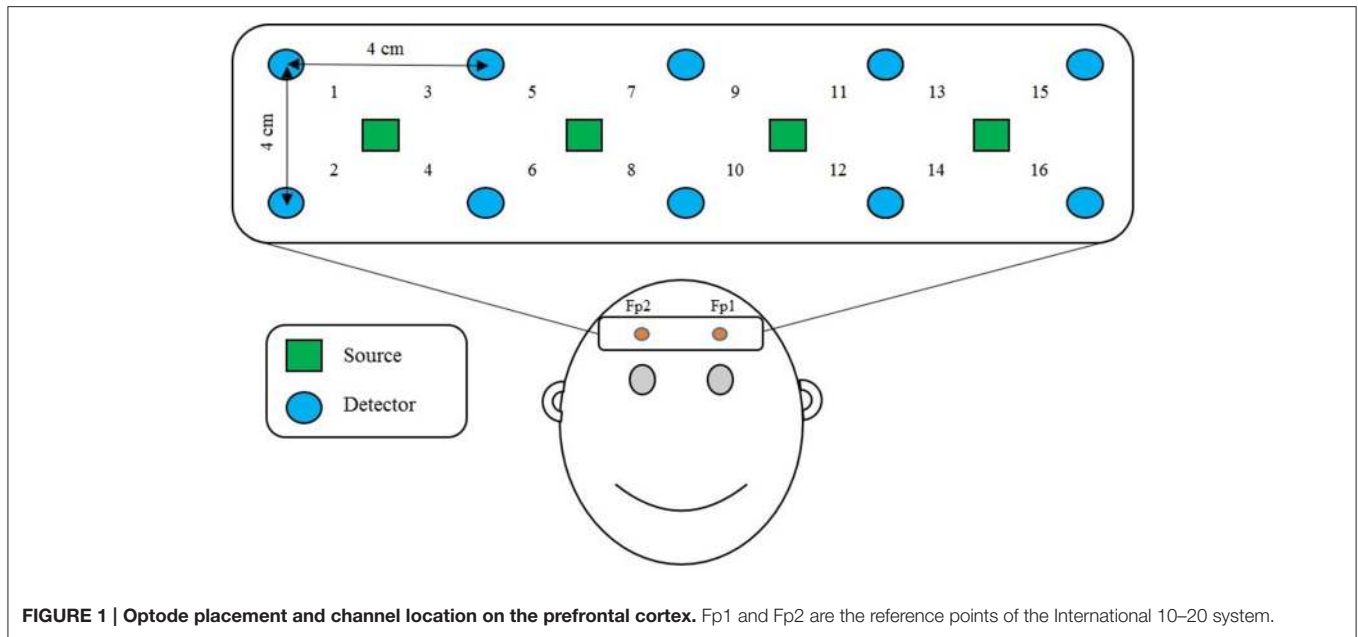 4 cm
4 cm
1 3 5 7 9 11 13 15
2 4 6 8 10 12 14 16
Fp2 Fp1
Source
Detector
FIGURE 1 | Optode placement and channel location on the prefrontal cortex. Fp1 and Fp2 are the reference points of the International 10–20 system.